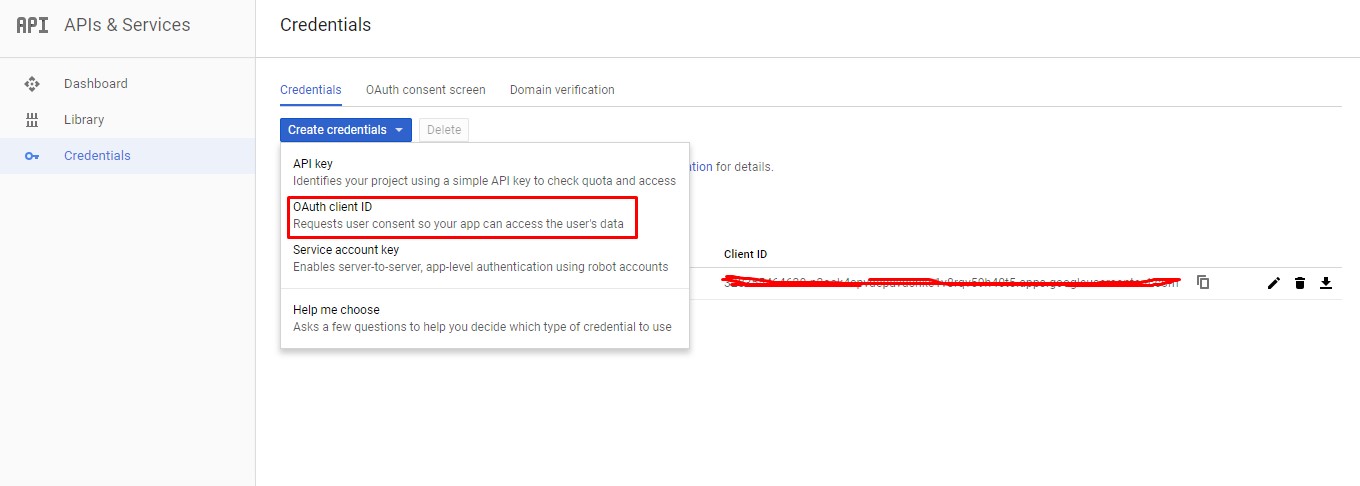 API APIs & Services
Credentials
Dashboard
Library
Credentials
Credentials OAuth consent screen Domain verification
Create credentials Delete
API key
Identifies your project using a simple API key to check quota and access
for details.
OAuth client ID
Requests user consent so your app can access the user's data
Service account key
Enables server-to-server, app-level authentication using robot accounts
Client ID
Help me choose
Asks a few questions to help you decide which type of credential to use